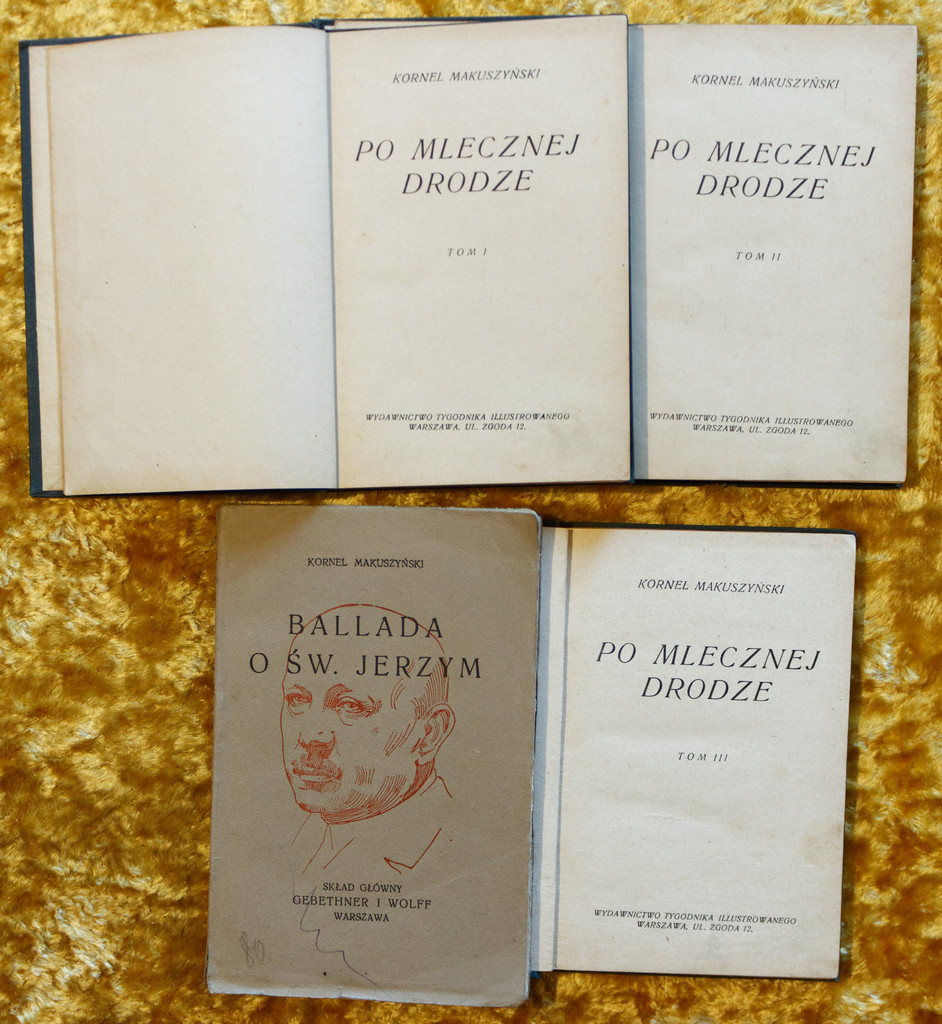 KORNEL MAKUSZYŃSKI
PO MLECZNEJ
DRODZE
TOM I
WYDAWNICTWO TYGODNIKA ILLUSTROWANEGO
WARSZAWA, UL. ZGODA 12.
KORNEL MAKUSZYŃSKI
PO MLECZNEJ
DRODZE
TOM II
WYDAWNICTWO TYGODNIKA ILLUSTROWANEGO
WARSZAWA, UL. ZGODA 12.
KORNEL MAKUSZYŃSKI
BALLADA
O ŚW. JERZYM
SKŁAD GŁÓWNY
GEBETHNER I WOLFF
WARSZAWA
KORNEL MAKUSZYŃSKI
PO MLECZNEJ
DRODZE
TOM III
WYDAWNICTWO TYGODNIKA ILLUSTROWANEGO
WARSZAWA, UL. ZGODA 12.